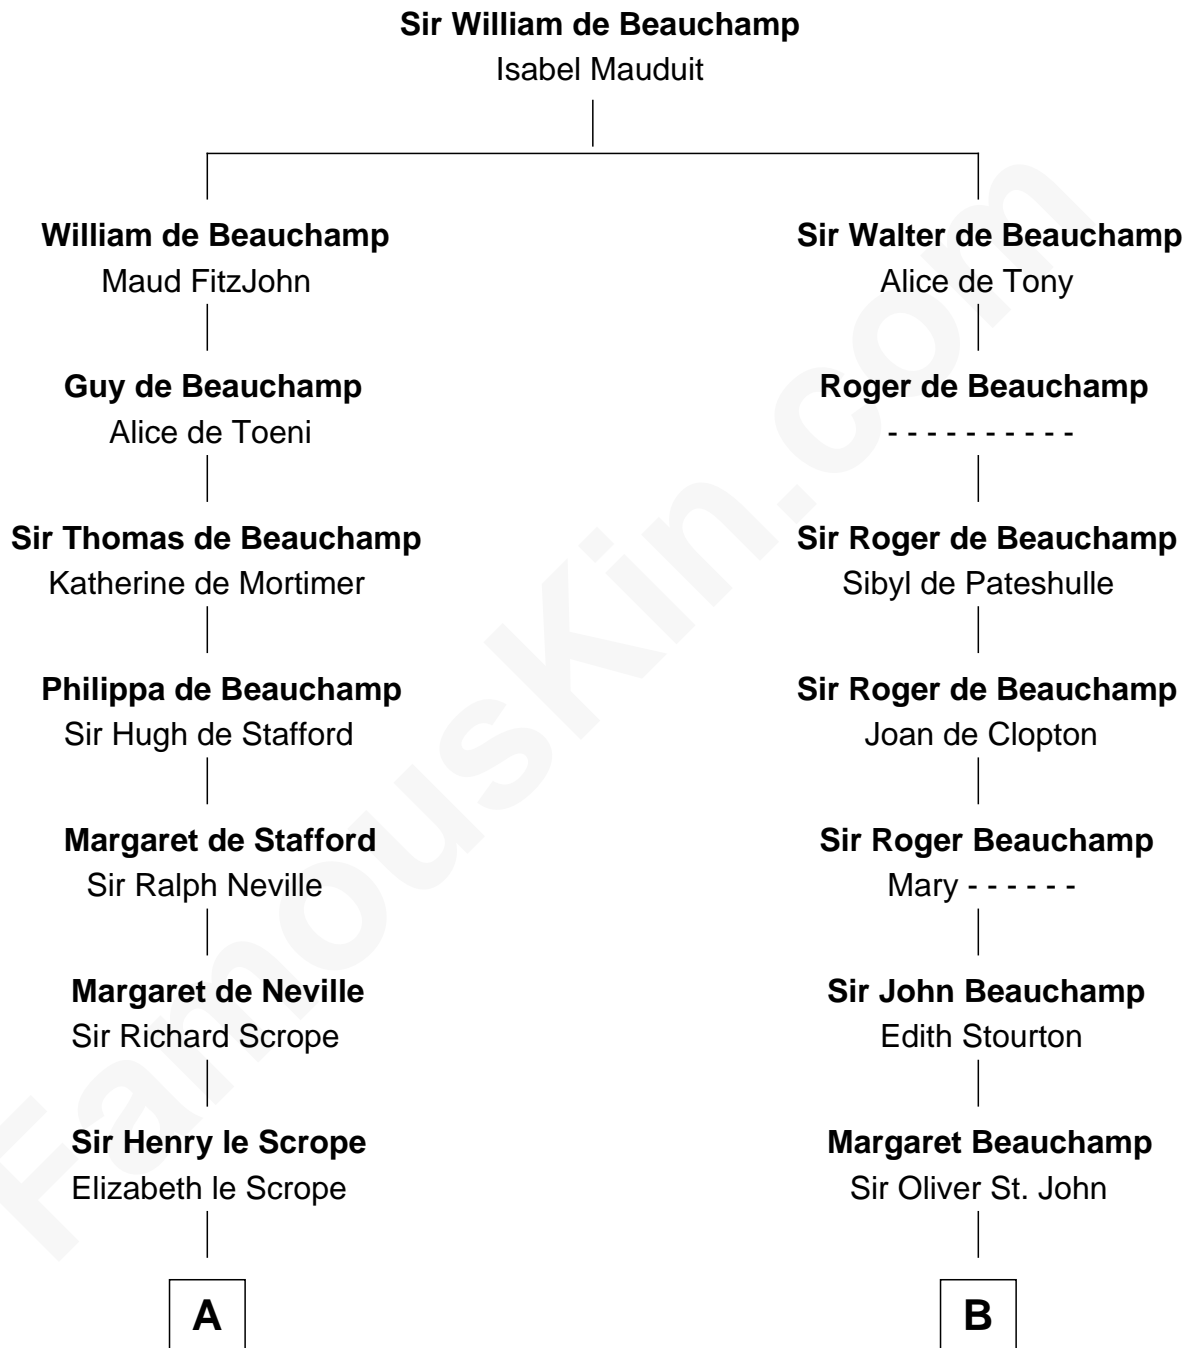 Sir William de Beauchamp
Isabel Mauduit
William de Beauchamp
Maud FitzJohn
Sir Walter de Beauchamp
Alice de Tony
Guy de Beauchamp
Alice de Toeni
Roger de Beauchamp
- - - - - - - - - -
Sir Thomas de Beauchamp
Katherine de Mortimer
Sir Roger de Beauchamp
Sibyl de Pateshulle
Philippa de Beauchamp
Sir Hugh de Stafford
Sir Roger de Beauchamp
Joan de Clopton
Margaret de Stafford
Sir Ralph Neville
Sir Roger Beauchamp
Mary - - - - - -
Margaret de Neville
Sir Richard Scrope
Sir John Beauchamp
Edith Stourton
Sir Henry le Scrope
Elizabeth le Scrope
Margaret Beauchamp
Sir Oliver St. John
A
B
FamousKin.com